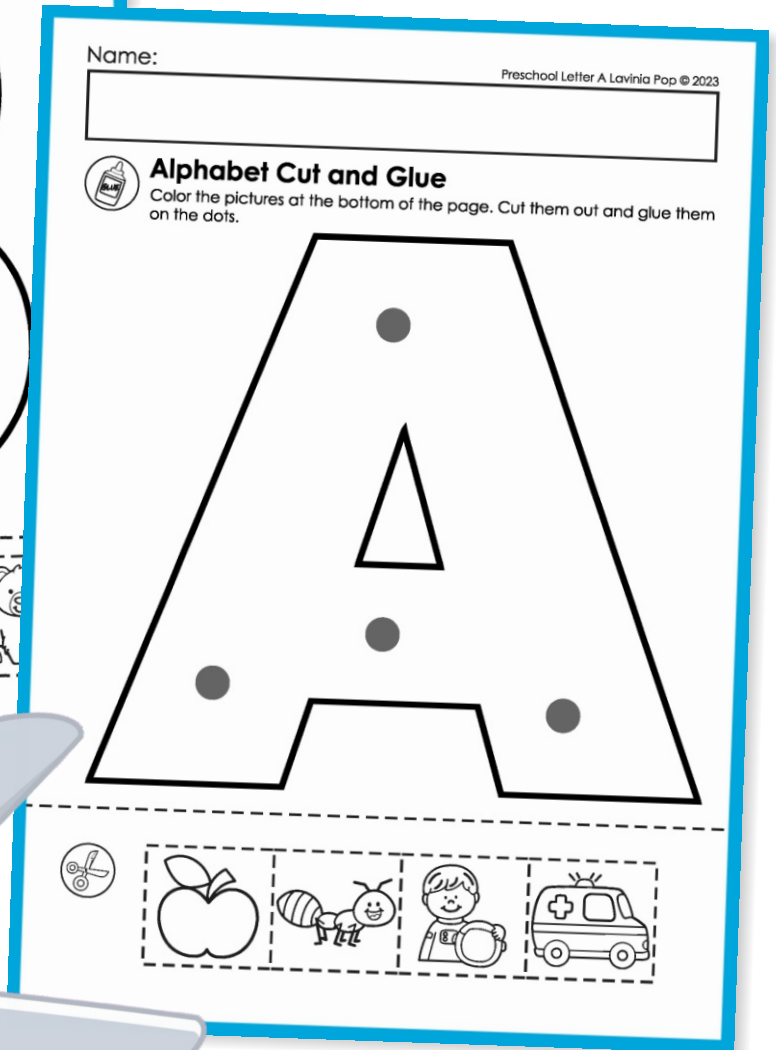 Name:
Preschool Letter A Lavinia Pop © 2023
GLUE
Alphabet Cut and Glue
Color the pictures at the bottom of the page. Cut them out and glue them
on the dots.
A